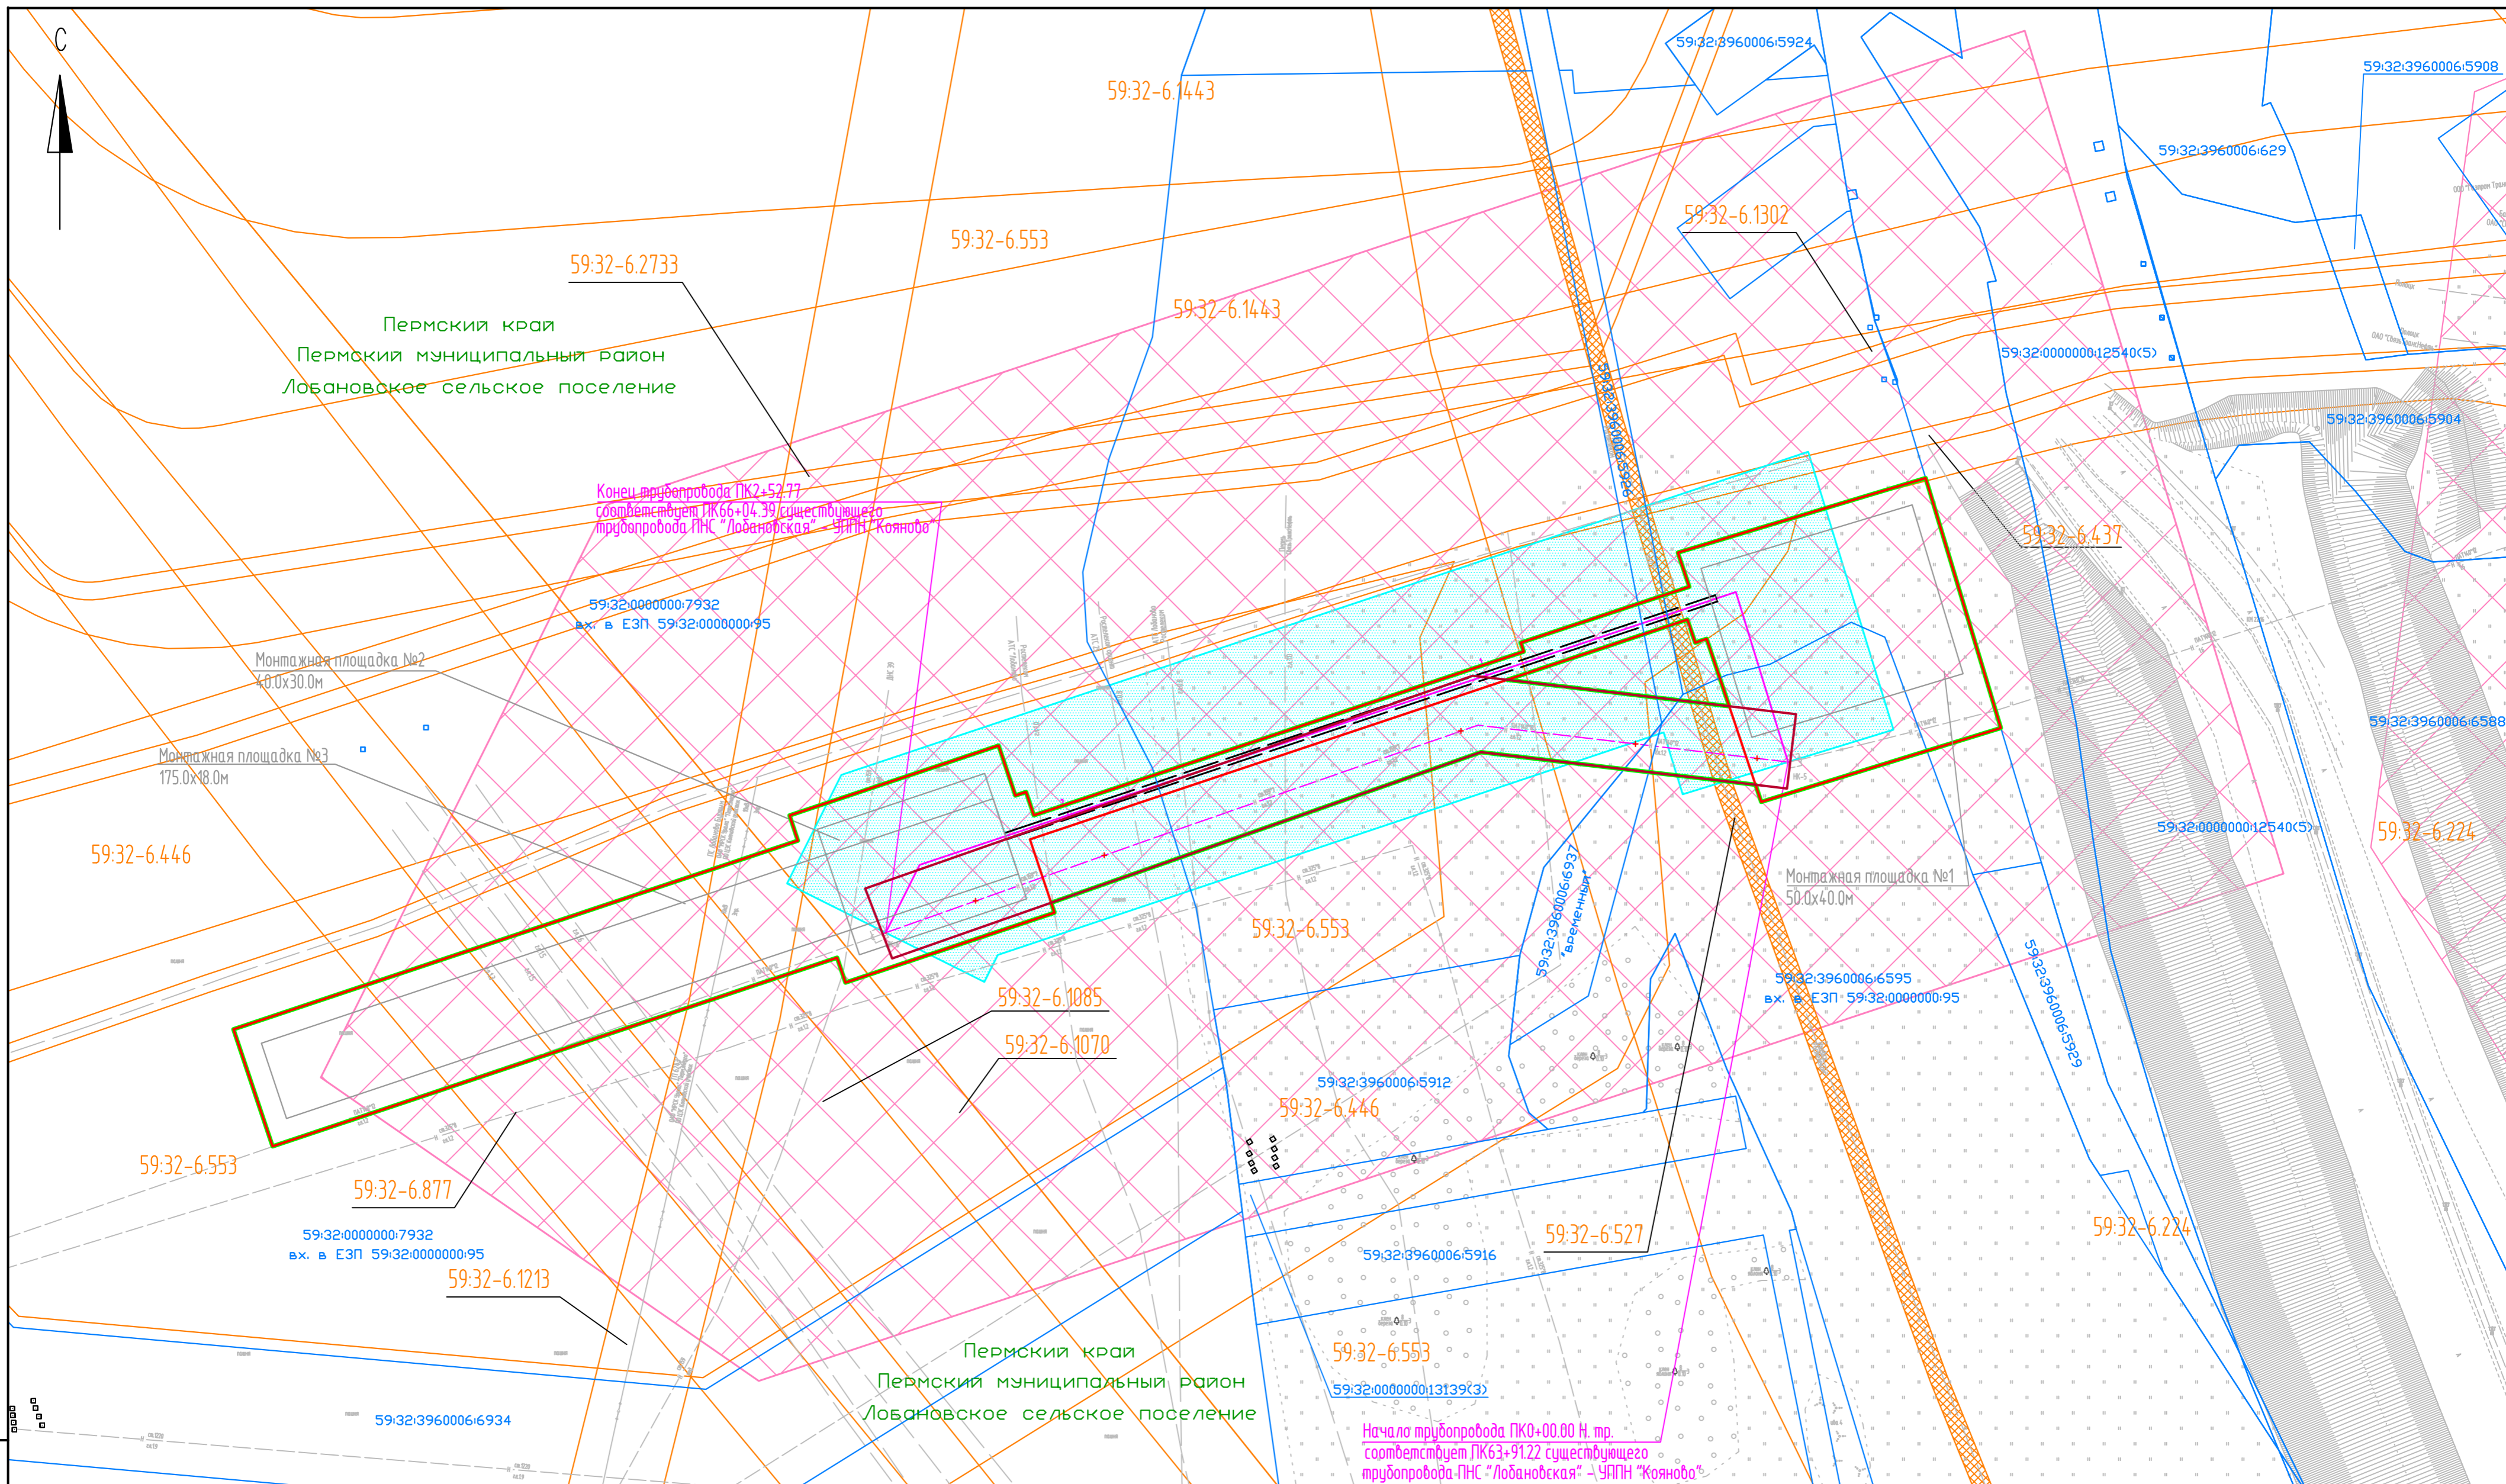 С
59:32-6.1443
59:32:3960006:5924
59:32:3960006:5908
59:32:3960006:629
59:32-6.1302
59:32-6.553
59:32-6.2733
59:32-6.1443
Пермский край
Пермский муниципальный район
Лобановское сельское поселение
59:32:0000000:12540(5)
59:32:3960006:5926
59:32:3960006:5904
Конец трубопровода ПК2+52.77
соответствует ПК66+04.39 существующего
трубопровода ПНС "Лобановская" - УППН "Кояново"
59:32-6.437
59:32:0000000:7932
вх. в ЕЗП 59:32:0000000:95
Монтажная площадка №2
40.0х30.0м
Монтажная площадка №3
175.0х18.0м
59:32:3960006:6588
59:32:0000000:12540(5)
59:32-6.224
59:32-6.446
НК-5
Монтажная площадка №1
50.0х40.0м
59:32:3960006:6937
"временный"
59:32-6.553
59:32:3960006:6595
вх. в ЕЗП 59:32:0000000:95
59:32:3960006:5929
59:32-6.1085
59:32-6.1070
59:32:3960006:5912
59:32-6.446
59:32-6.553
59:32-6.877
59:32:0000000:7932
вх. в ЕЗП 59:32:0000000:95
59:32-6.1213
59:32-6.527
59:32-6.224
59:32:3960006:5916
Пермский край
Пермский муниципальный район
Лобановское сельское поселение
59:32-6.553
59:32:0000000:13139(3)
59:32:3960006:6934
Начало трубопровода ПК0+00.00 Н. тр.
соответствует ПК63+91.22 существующего
трубопровода ПНС "Лобановская" - УППН "Кояново"